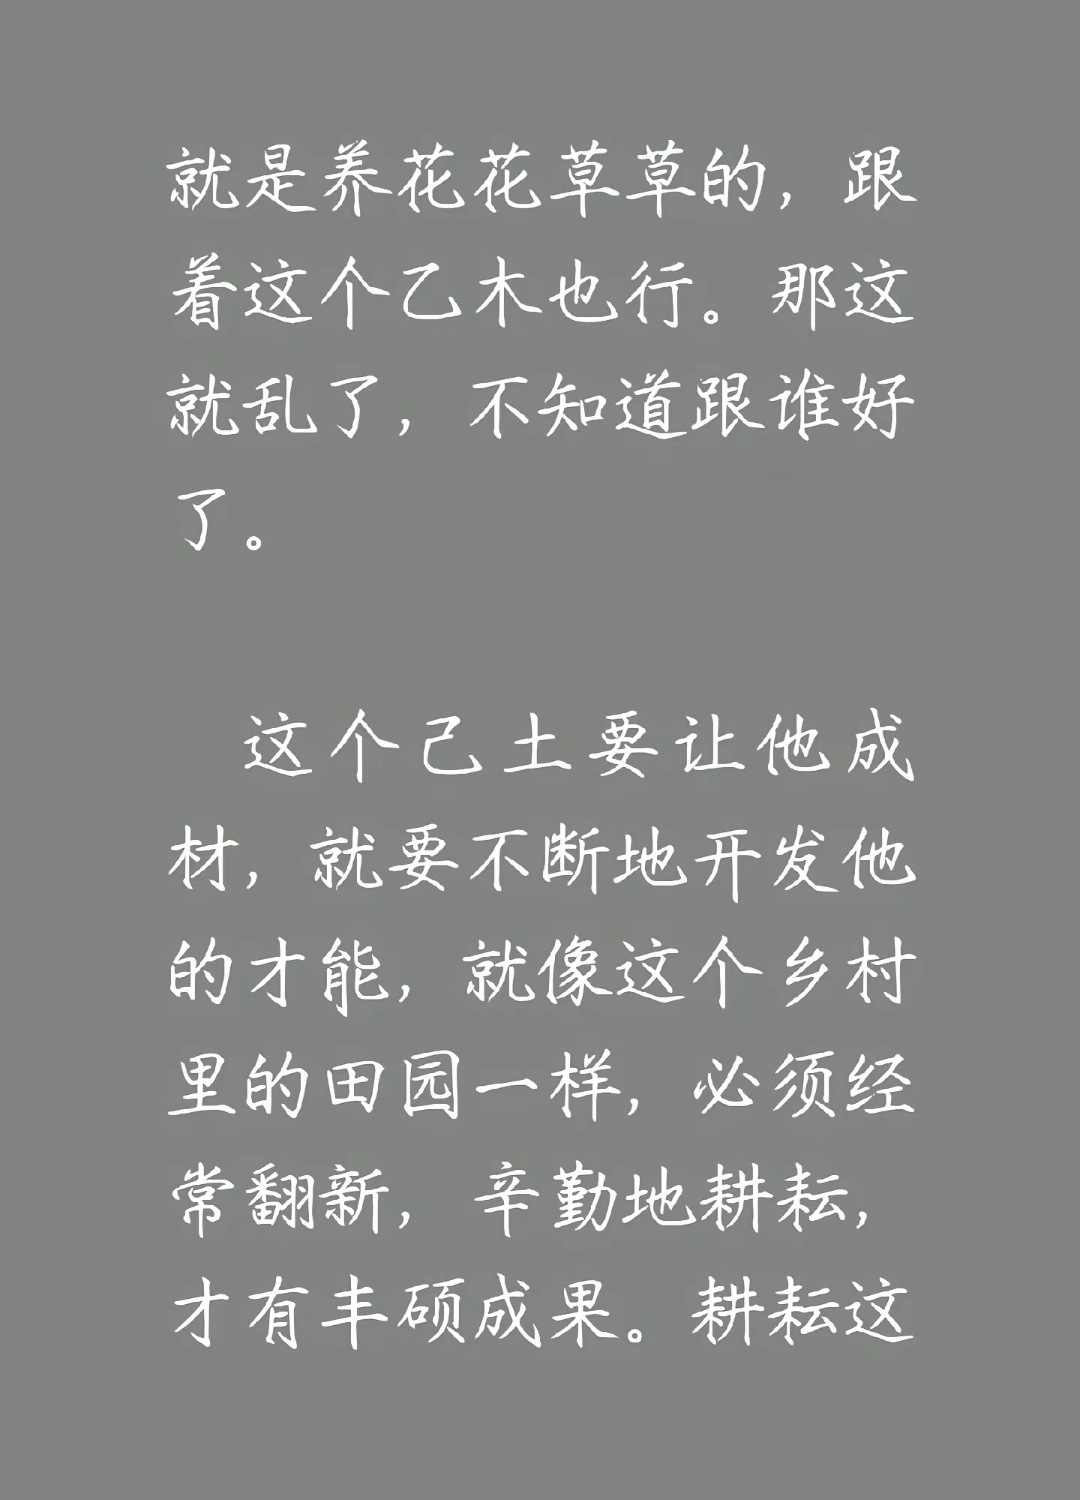 就是养花花草草的，跟
着这个乙木也行。那这
就乱了，不知道跟谁好
了。
这个己土要让他成
材，就要不断地开发他
的才能，就像这个乡村
里的田园一样，必须经
常翻新，辛勤地耕耘，
才有丰硕成果。耕耘这